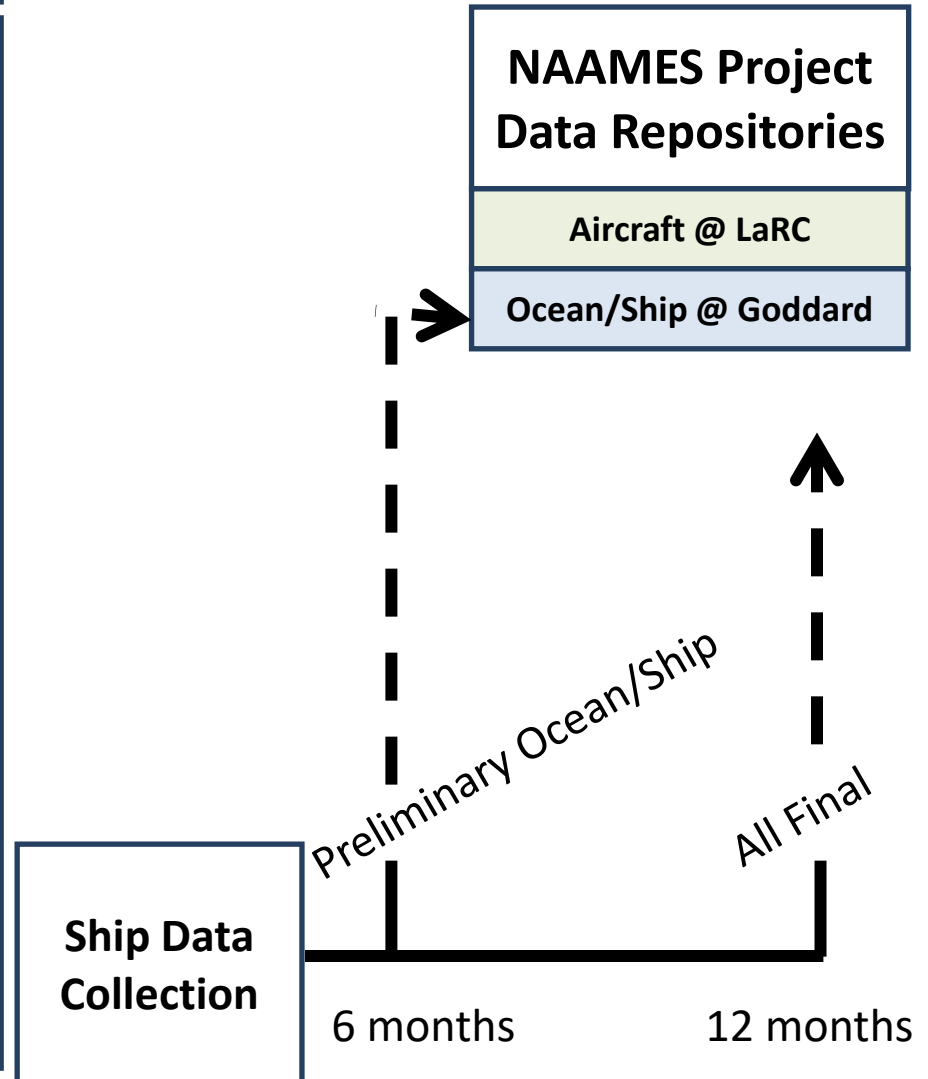 NAAMES Project
Data Repositories
Aircraft @ LaRC
Ocean/Ship @ Goddard
Preliminary Ocean/Ship
All Final
Ship Data
Collection
6 months
12 months